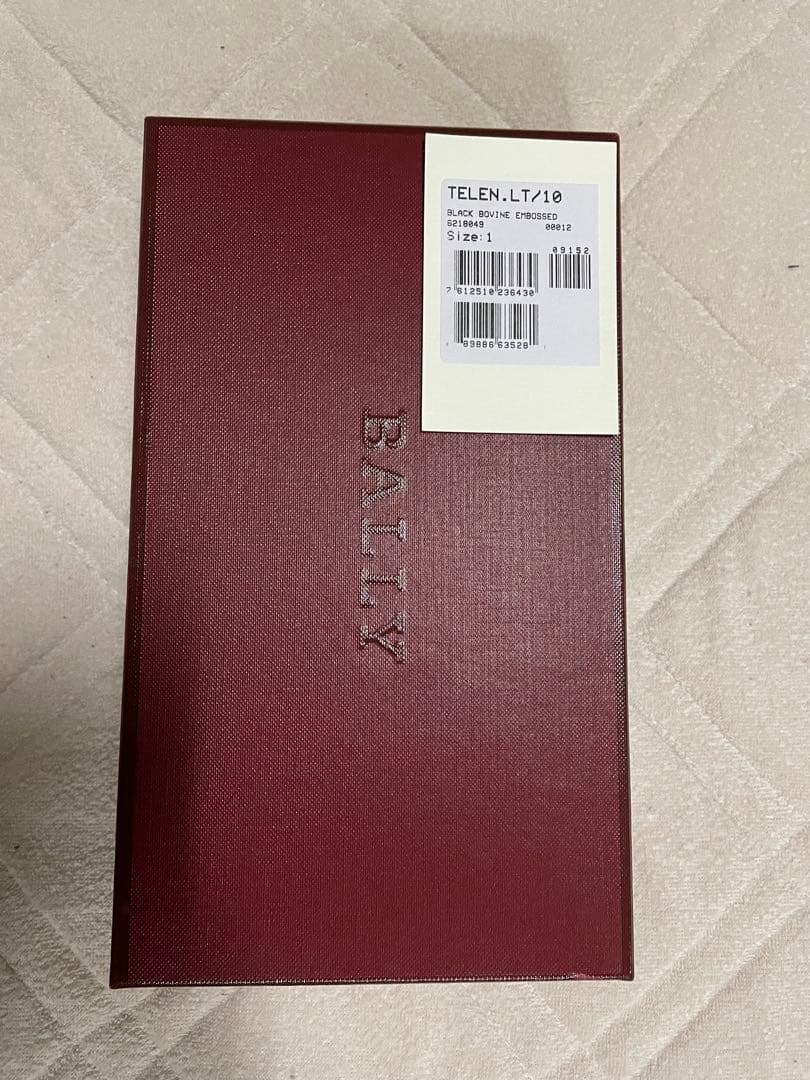 TELEN.LT/10
BLACK BOVINE EMBOSSED
6218049 00012
Size:1
09152
7 612510 236430
89886 63528
BALLY